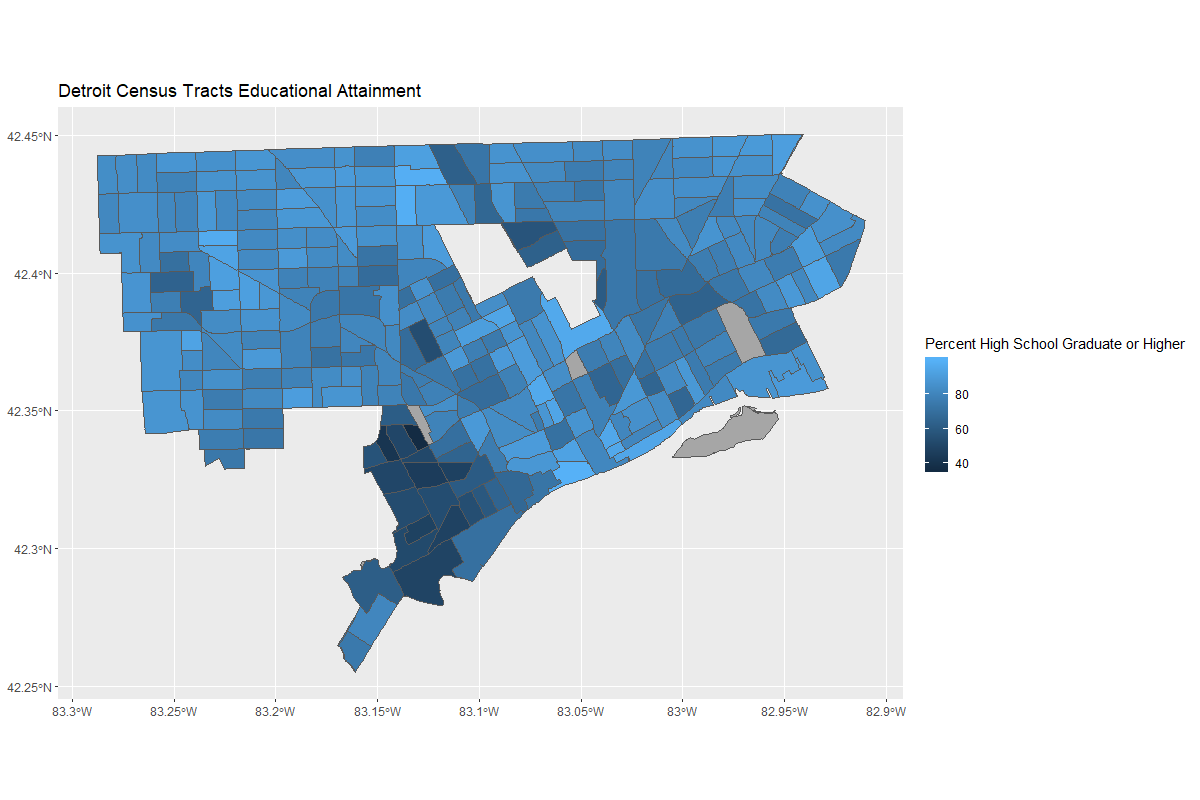 Detroit Census Tracts Educational Attainment
42.45°N
42.4°N
42.35°N
42.3°N
42.25°N
83.3°W
83.25°W
83.2°W
83.15°W
83.1°W
83.05°W
83°W
82.95°W
82.9°W
Percent High School Graduate or Higher
80
60
40